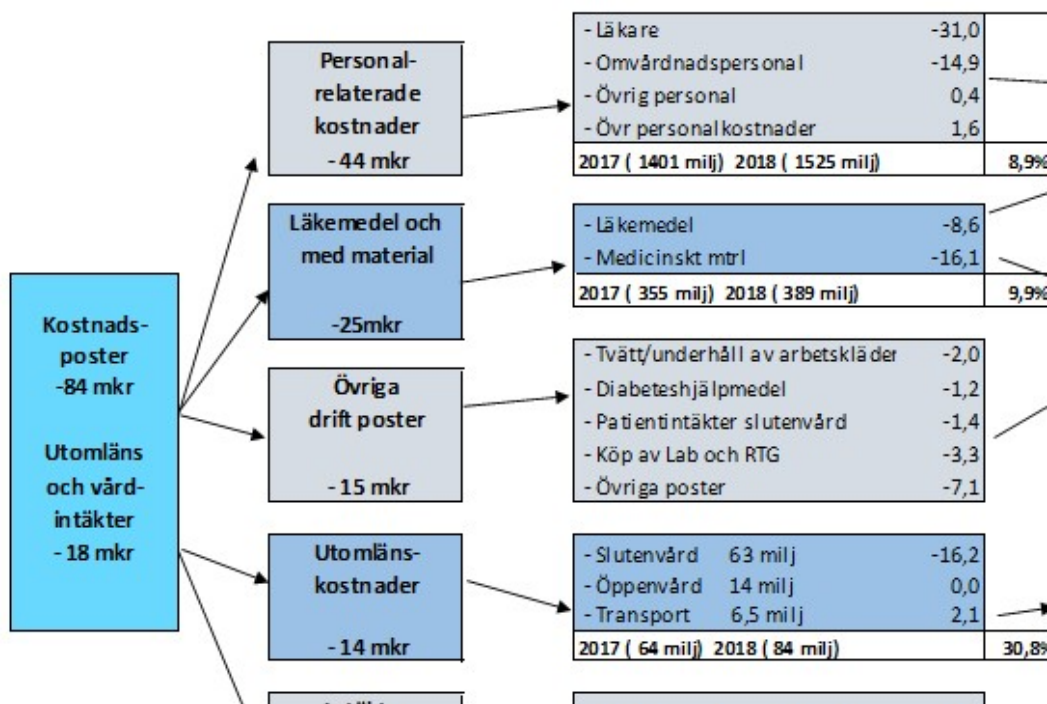 Kostnads-
poster
-84 mkr
Utomläns
och vård-
intäkter
- 18 mkr
Personal-
relaterade
kostnader
- 44 mkr
- Läkare -31,0
- Omvårdnadspersonal -14,9
- Övrig personal 0,4
- Övr personalkostnader 1,6
2017 ( 1401 milj) 2018 ( 1525 milj) 8,9%
Läkemedel och
med material
-25mkr
- Läkemedel -8,6
- Medicinskt mtrl -16,1
2017 ( 355 milj) 2018 ( 389 milj) 9,9%
Övriga
drift poster
- 15 mkr
- Tvätt/underhåll av arbetskläder -2,0
- Diabeteshjälpmedel -1,2
- Patientintäkter slutenvård -1,4
- Köp av Lab och RTG -3,3
- Övriga poster -7,1
Utomläns-
kostnader
- 14 mkr
- Slutenvård 63 milj -16,2
- Öppenvård 14 milj 0,0
- Transport 6,5 milj 2,1
2017 ( 64 milj) 2018 ( 84 milj) 30,8%